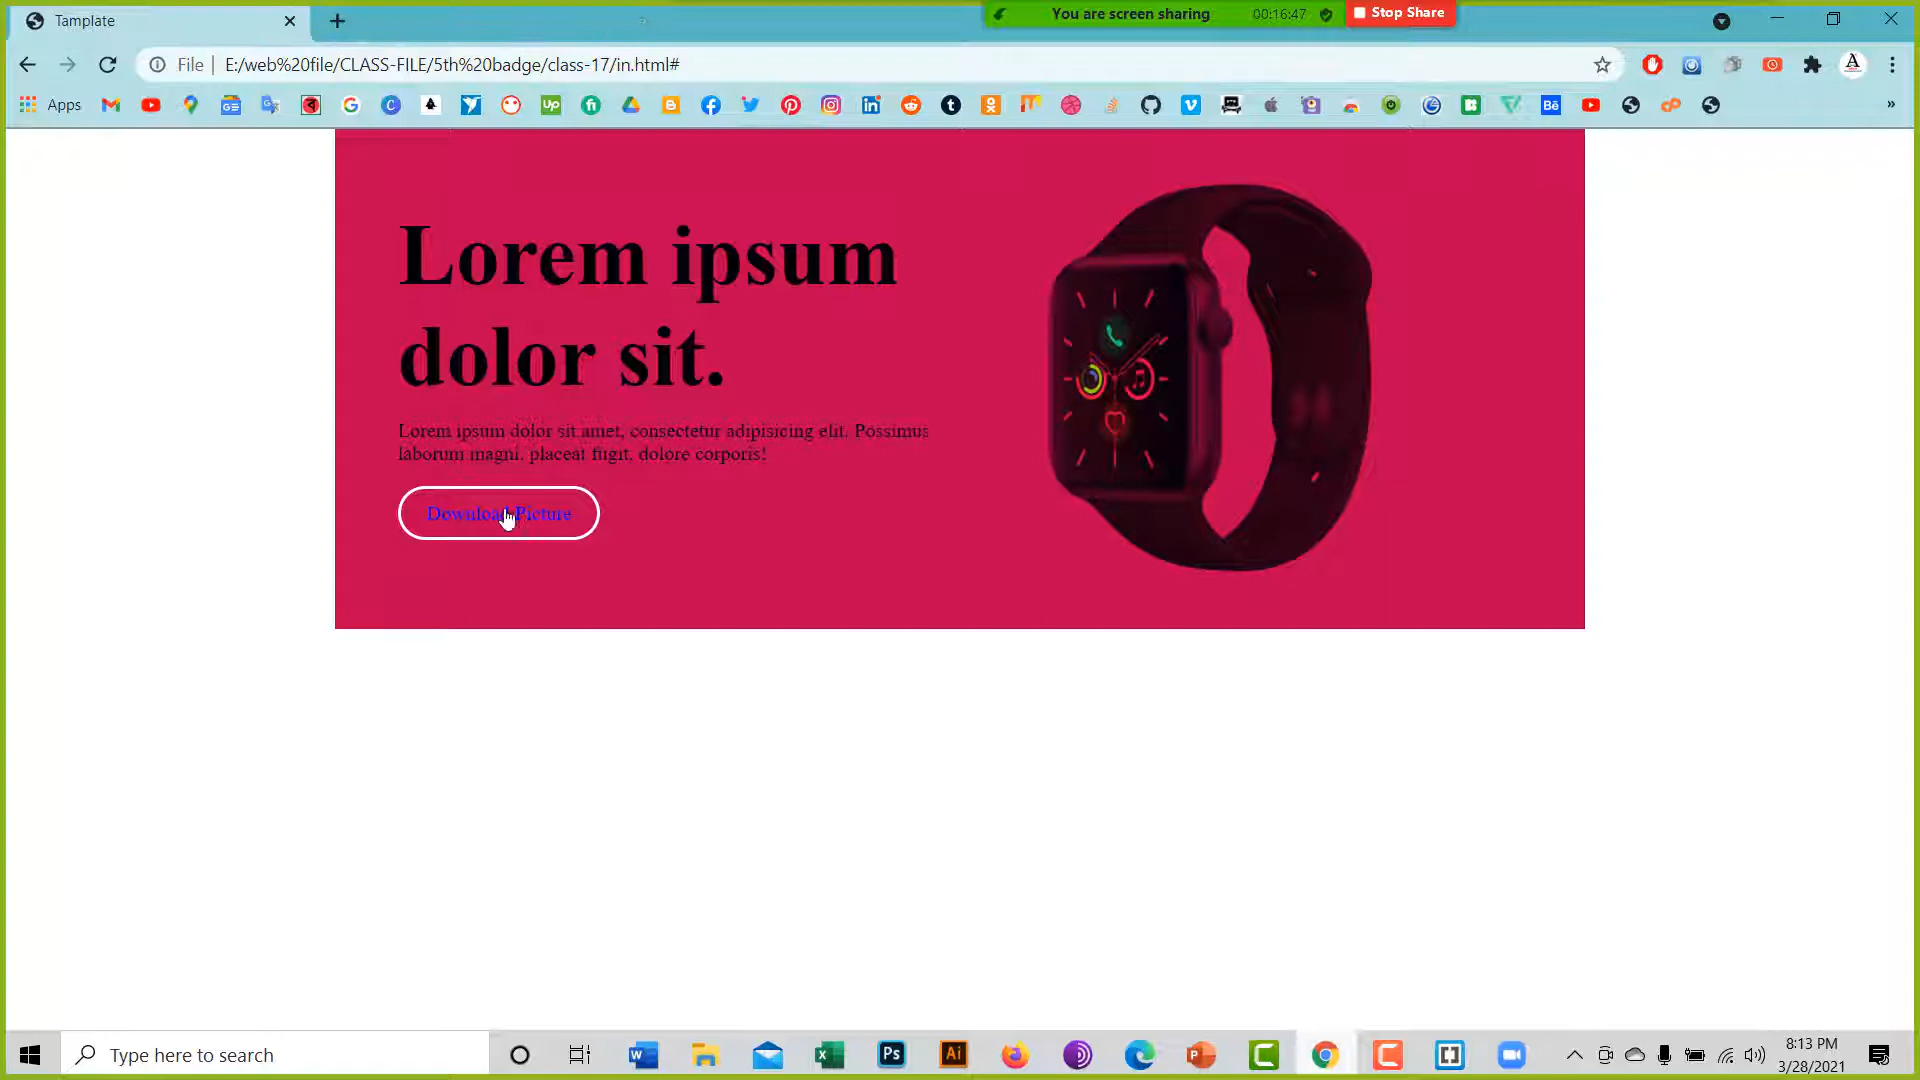 Tamplate
You are screen sharing 00:16:47 Stop Share
File E:/web%20file/CLASS-FILE/5th%20badge/class-17/in.html#
Apps
Lorem ipsum
dolor sit.
Lorem ipsum dolor sit amet, consectetur adipisicing elit. Possimus
laborum magni, placeat fugit, dolore corporis!
Download Picture
Type here to search
8:13 PM
3/28/2021